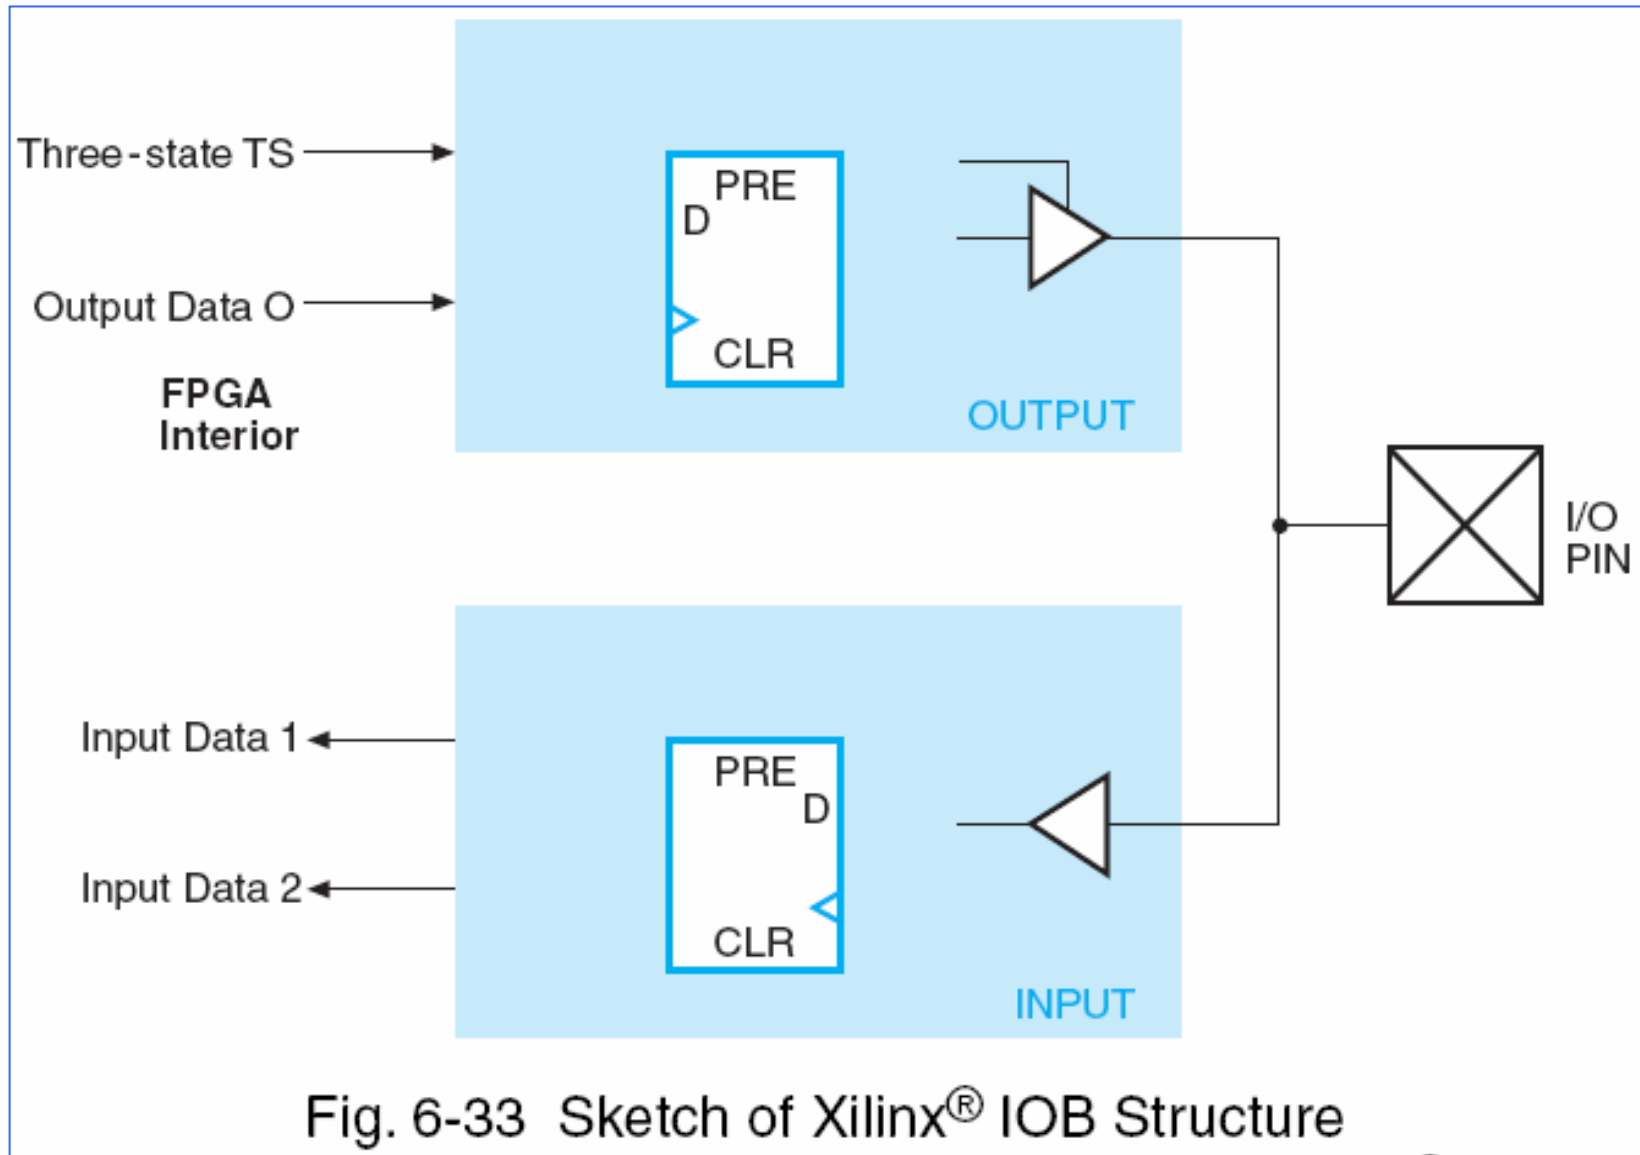 Three-state TS
PRE
D
Output Data O
CLR
FPGA
Interior
OUTPUT
I/O
PIN
Input Data 1
PRE
D
Input Data 2
CLR
INPUT
Fig. 6-33 Sketch of Xilinx® IOB Structure